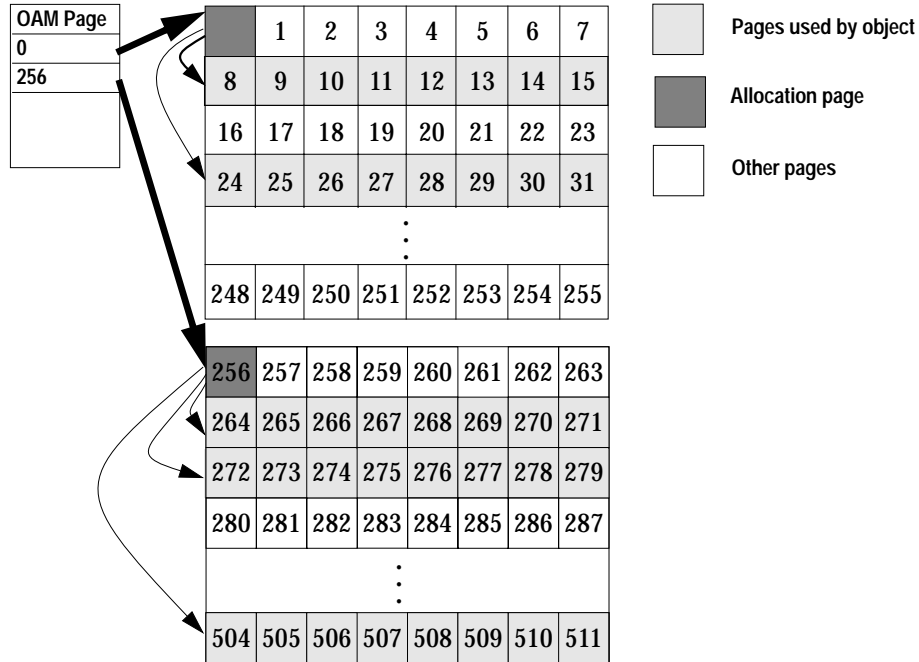 OAM Page
0
256
1 2 3 4 5 6 7
8 9 10 11 12 13 14 15
16 17 18 19 20 21 22 23
24 25 26 27 28 29 30 31
248 249 250 251 252 253 254 255
256 257 258 259 260 261 262 263
264 265 266 267 268 269 270 271
272 273 274 275 276 277 278 279
280 281 282 283 284 285 286 287
504 505 506 507 508 509 510 511
Pages used by object
Allocation page
Other pages